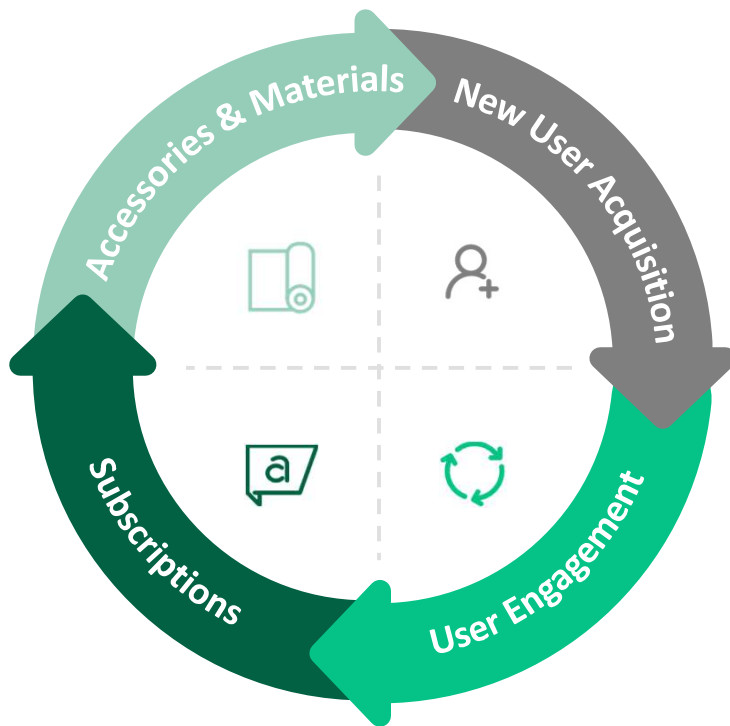 Accessories & Materials
New User Acquisition
a
User Engagement
Subscriptions